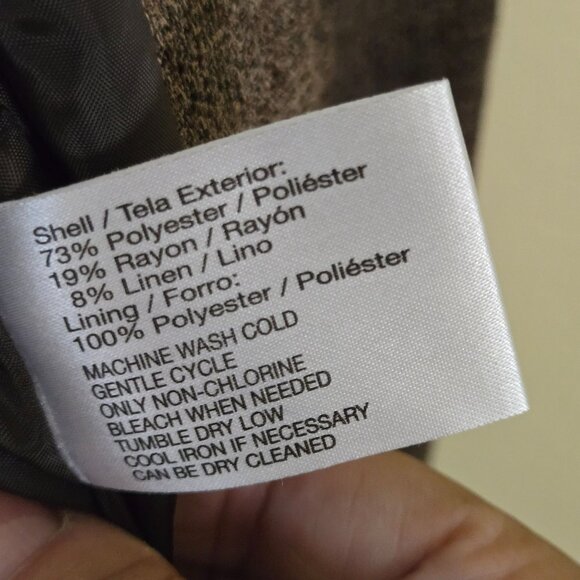 Shell / Tela Exterior:
73% Polyester / Poliéster
19% Rayon / Rayón
8% Linen / Lino
Lining / Forro:
100% Polyester / Poliéster
MACHINE WASH COLD
GENTLE CYCLE
ONLY NON-CHLORINE
BLEACH WHEN NEEDED
TUMBLE DRY LOW
COOL IRON IF NECESSARY
CAN BE DRY CLEANED